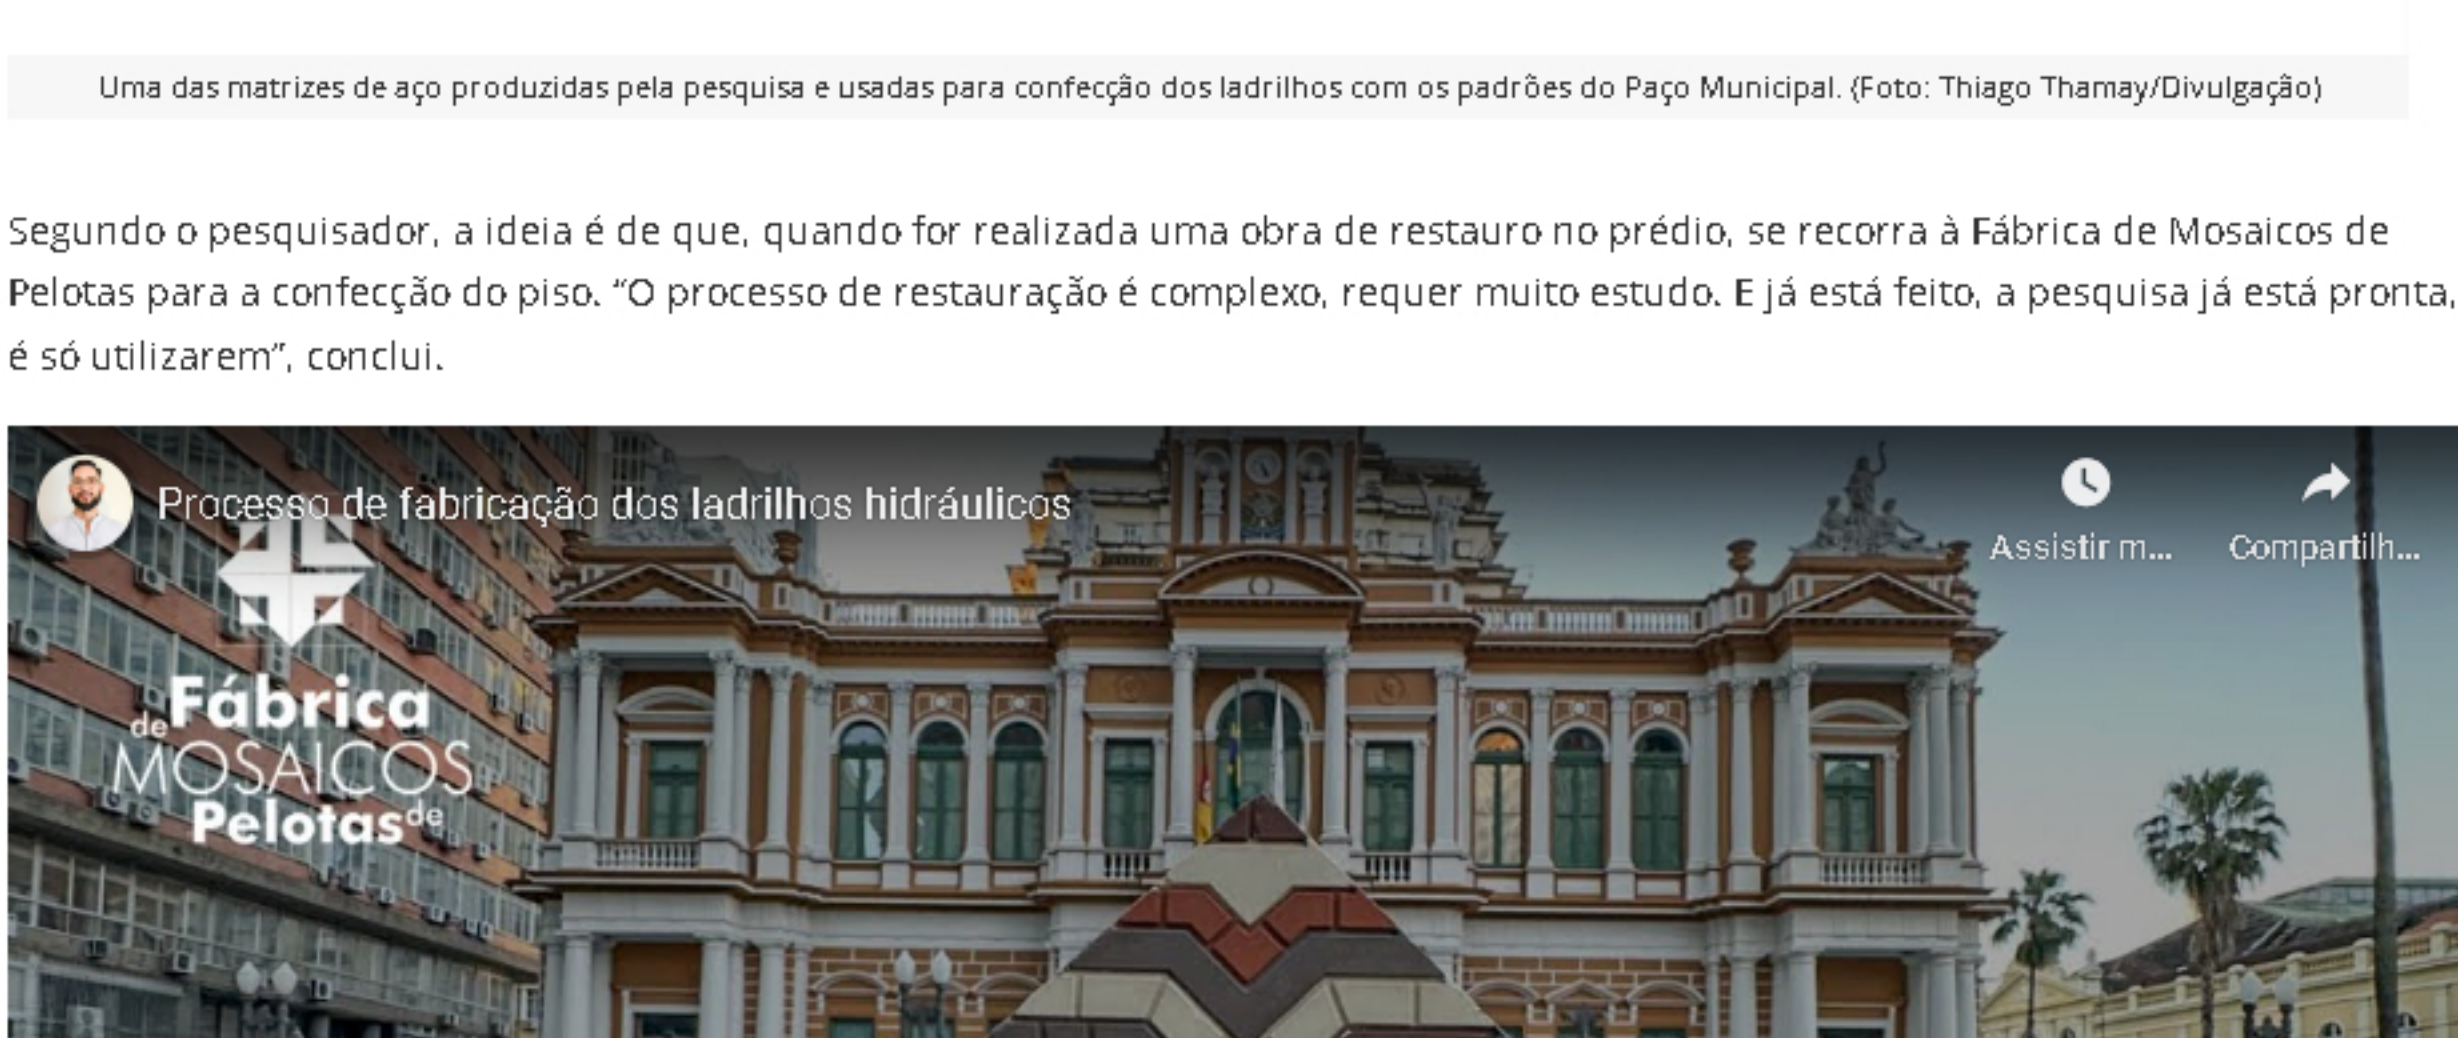 Uma das matrizes de aço produzidas pela pesquisa e usadas para confecção dos ladrilhos com os padrões do Paço Municipal. (Foto: Thiago Thamay/Divulgação)
Segundo o pesquisador, a ideia é de que, quando for realizada uma obra de restauro no prédio, se recorra à Fábrica de Mosaicos de
Pelotas para a confecção do piso. “O processo de restauração é complexo, requer muito estudo. E já está feito, a pesquisa já está pronta,
é só utilizarem”, conclui.
Processo de fabricação dos ladrilhos hidráulicos
Assistir m...
Compartilh...
Fábrica
de
MOSAICOS
Pelotas de